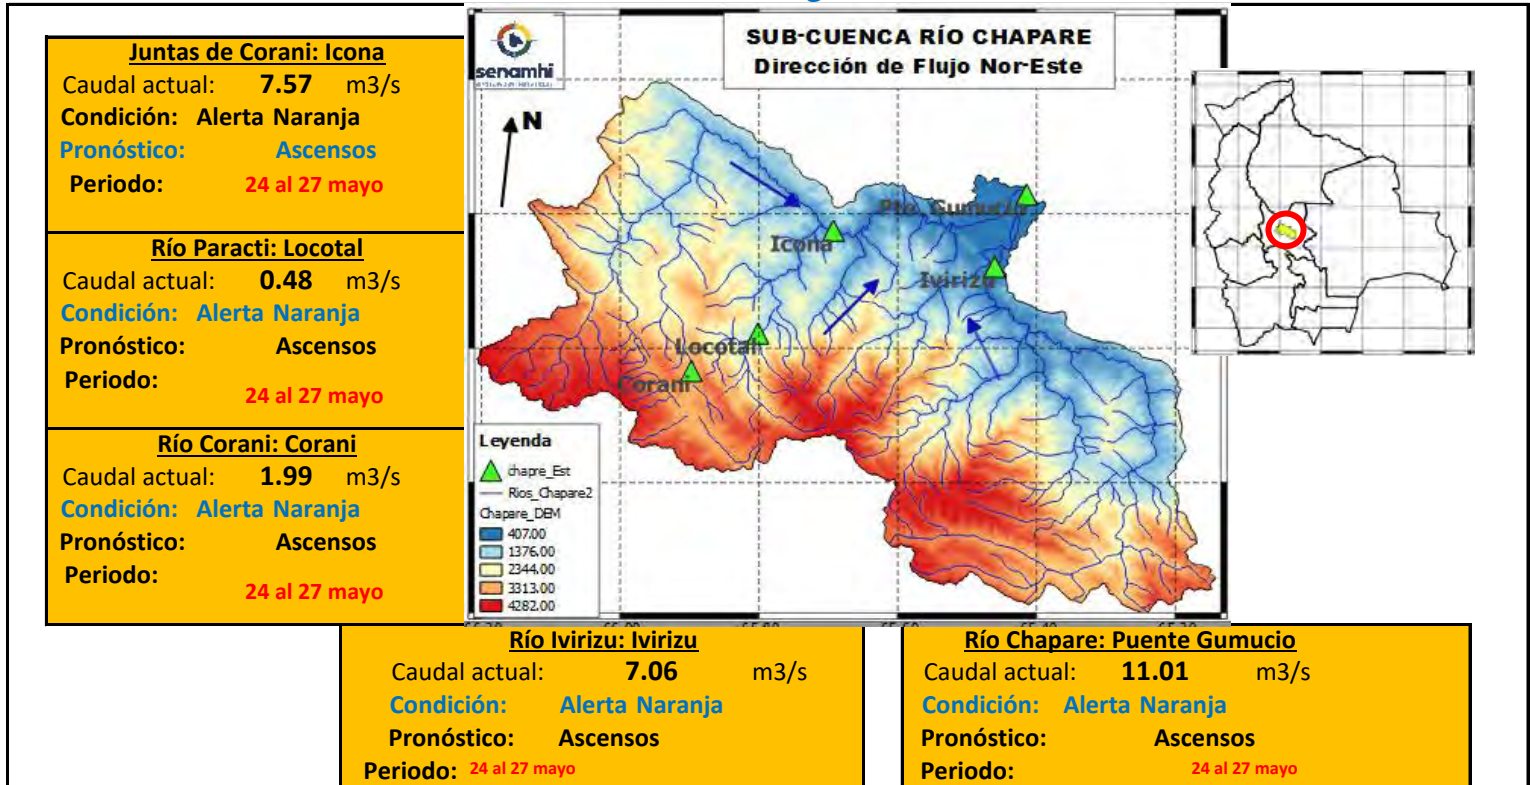 Juntas de Corani: Icona
Caudal actual: 7.57 m3/s
Condición: Alerta Naranja
Pronóstico: Ascensos
Periodo: 24 al 27 mayo
Río Paracti: Locotal
Caudal actual: 0.48 m3/s
Condición: Alerta Naranja
Pronóstico: Ascensos
Periodo:
24 al 27 mayo
Río Corani: Corani
Caudal actual: 1.99 m3/s
Condición: Alerta Naranja
Pronóstico: Ascensos
Periodo:
24 al 27 mayo
senamhi
SUB-CUENCA RÍO CHAPARE
Dirección de Flujo Nor-Este
N
Pte. Gumucio
Icona
Ivirizu
Locotal
Corani
Leyenda
chapre_Est
Rios_Chapare2
Chapare_DEM
407.00
1376.00
2344.00
3313.00
4282.00
Río Ivirizu: Ivirizu
Caudal actual: 7.06 m3/s
Condición: Alerta Naranja
Pronóstico: Ascensos
Periodo: 24 al 27 mayo
Río Chapare: Puente Gumucio
Caudal actual: 11.01 m3/s
Condición: Alerta Naranja
Pronóstico: Ascensos
Periodo: 24 al 27 mayo